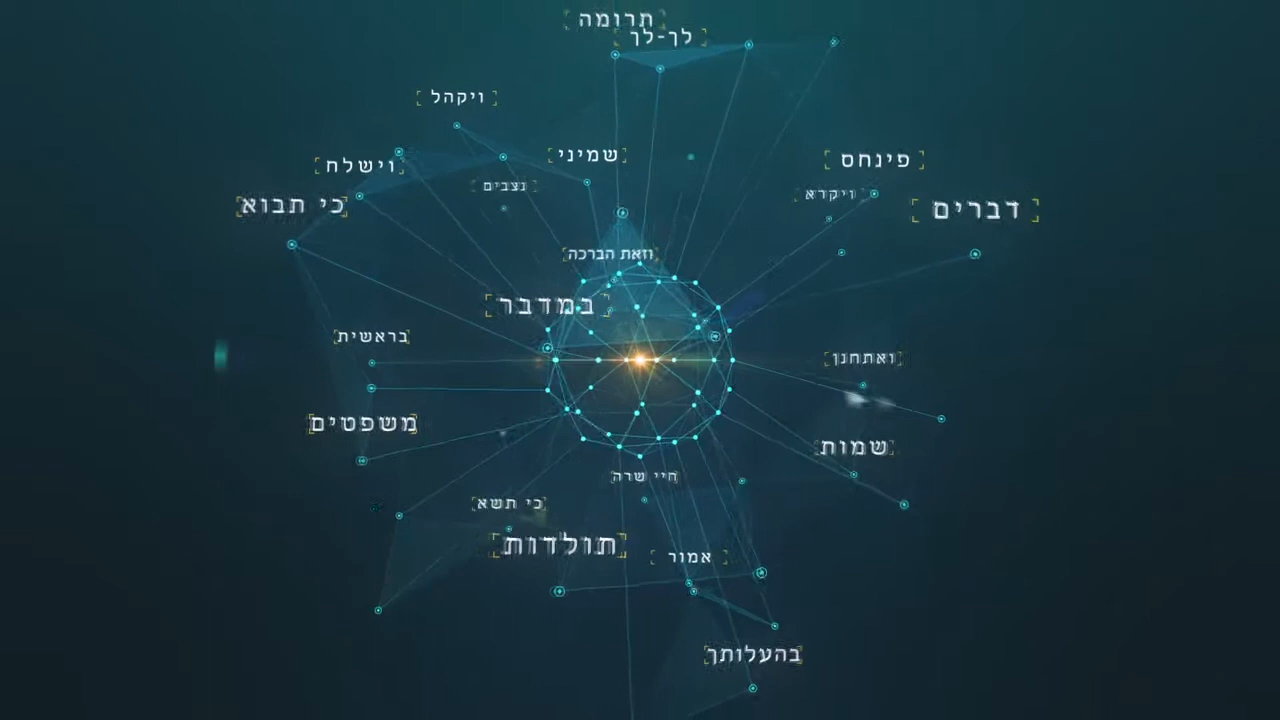 תרומה
לך-לך
ויקהל
שמיני
פינחס
וישלח
נצבים
ויקרא
דברים
כי תבוא
וזאת הברכה
במדבר
בראשית
ואתחנן
משפטים
שמות
חיי שרה
כי תשא
תולדות
אמור
בהעלותך